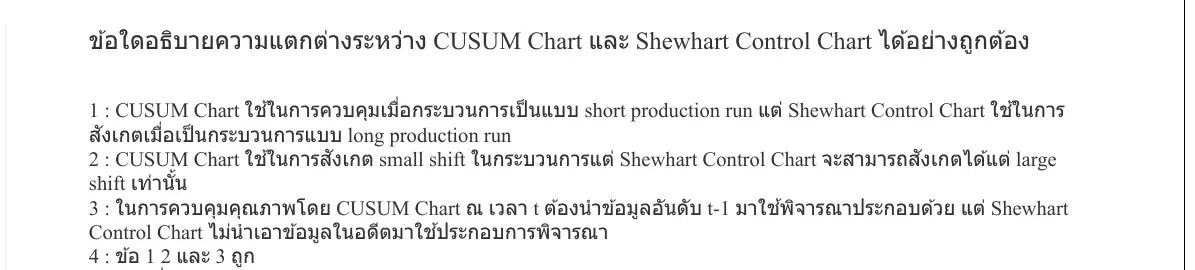 ข้อใดอธิบายความแตกต่างระหว่าง CUSUM Chart และ Shewhart Control Chart ได้อย่างถูกต้อง
1 : CUSUM Chart ใช้ในการควบคุมเมื่อกระบวนการเป็นแบบ short production run แต่ Shewhart Control Chart ใช้ในการ
สังเกตเมื่อเป็นกระบวนการแบบ long production run
2 : CUSUM Chart ใช้ในการสังเกต small shift ในกระบวนการแต่ Shewhart Control Chart จะสามารถสังเกตได้แต่ large
shift เท่านั้น
3 : ในการควบคุมคุณภาพโดย CUSUM Chart ณ เวลา t ต้องนำข้อมูลอันดับ t-1 มาใช้พิจารณาประกอบด้วย แต่ Shewhart
Control Chart ไม่นำเอาข้อมูลในอดีตมาใช้ประกอบการพิจารณา
4 : ข้อ 1 2 และ 3 ถูก